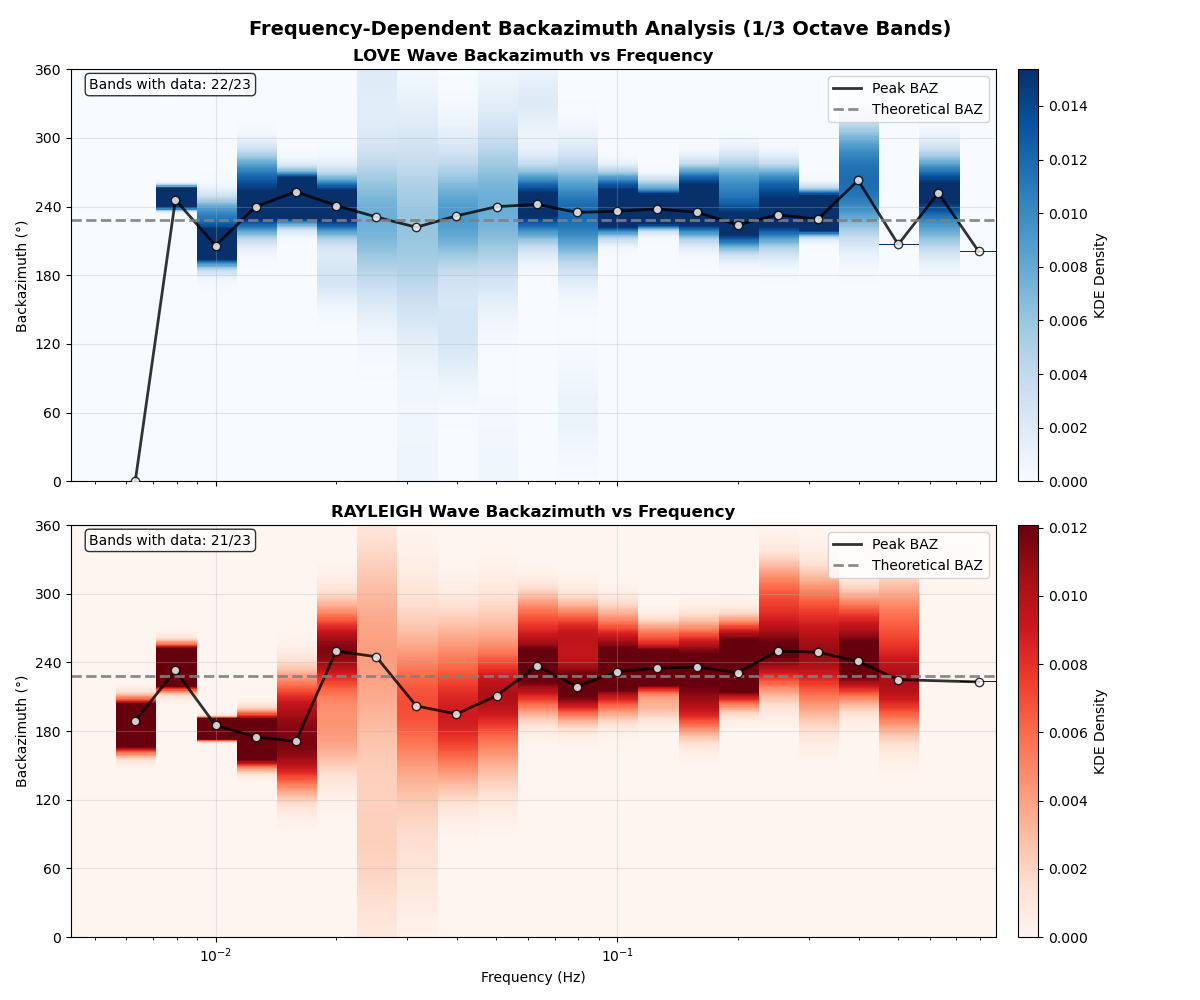 Frequency-Dependent Backazimuth Analysis (1/3 Octave Bands)
LOVE Wave Backazimuth vs Frequency
Bands with data: 22/23
Peak BAZ
Theoretical BAZ
360
300
240
180
120
60
0
Backazimuth (°)
0.014
0.012
0.010
0.008
0.006
0.004
0.002
0.000
KDE Density
RAYLEIGH Wave Backazimuth vs Frequency
Bands with data: 21/23
Peak BAZ
Theoretical BAZ
360
300
240
180
120
60
0
Backazimuth (°)
10⁻²
10⁻¹
Frequency (Hz)
0.012
0.010
0.008
0.006
0.004
0.002
0.000
KDE Density